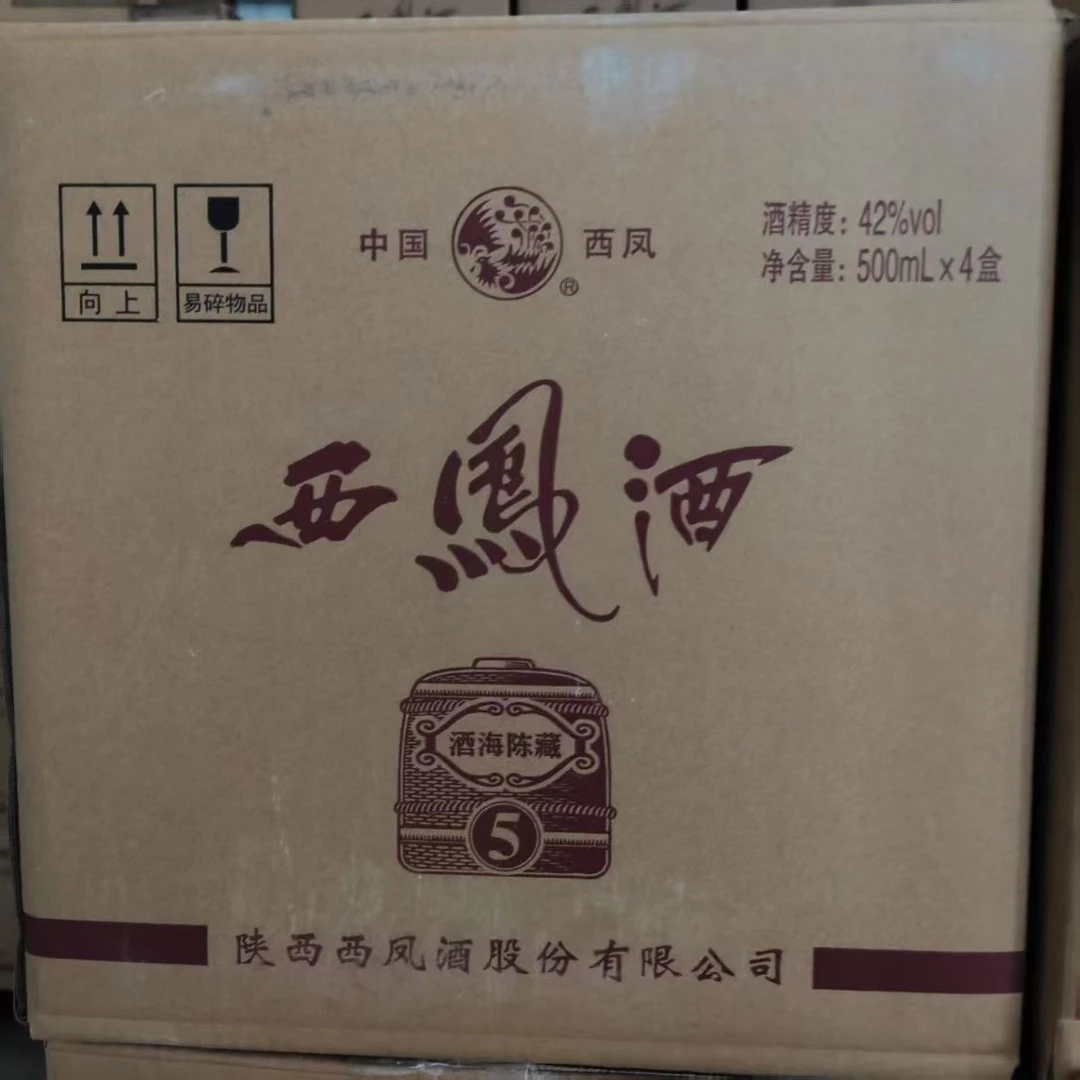 向上
易碎物品
中国
西凤
®
酒精度：42%vol
净含量：500mL×4盒
西鳳酒
酒海陈藏
5
陕西西凤酒股份有限公司